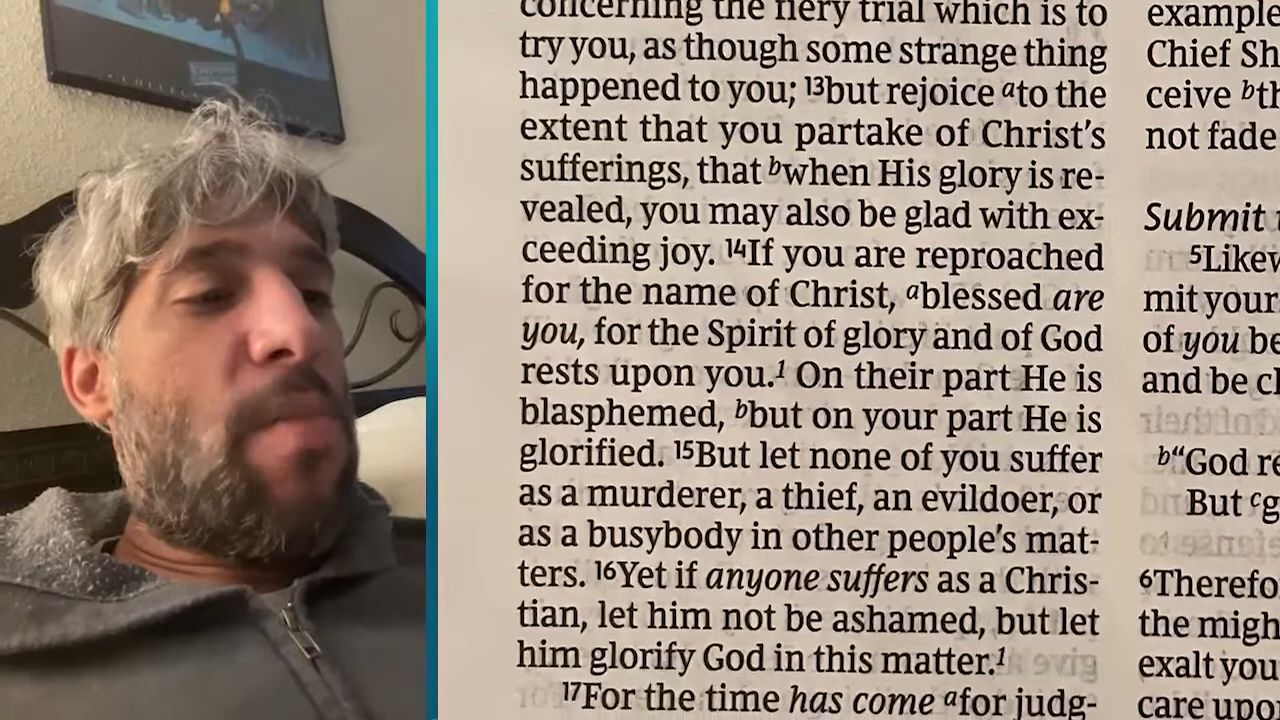 concerning the fiery trial which is to
try you, as though some strange thing
happened to you; 13but rejoice ato the
extent that you partake of Christ's
sufferings, that bwhen His glory is re-
vealed, you may also be glad with ex-
ceeding joy. 14If you are reproached
for the name of Christ, ablessed are
you, for the Spirit of glory and of God
rests upon you.1 On their part He is
blasphemed, bbut on your part He is
glorified. 15But let none of you suffer
as a murderer, a thief, an evildoer, or
as a busybody in other people's mat-
ters. 16Yet if anyone suffers as a Chris-
tian, let him not be ashamed, but let
him glorify God in this matter.1
17For the time has come afor judg-
example
Chief Sh
ceive bth
not fade
Submit
5Likew
mit your
of you be
and be cl
b"God re
But cg
6Therefo
the migh
exalt you
care upo